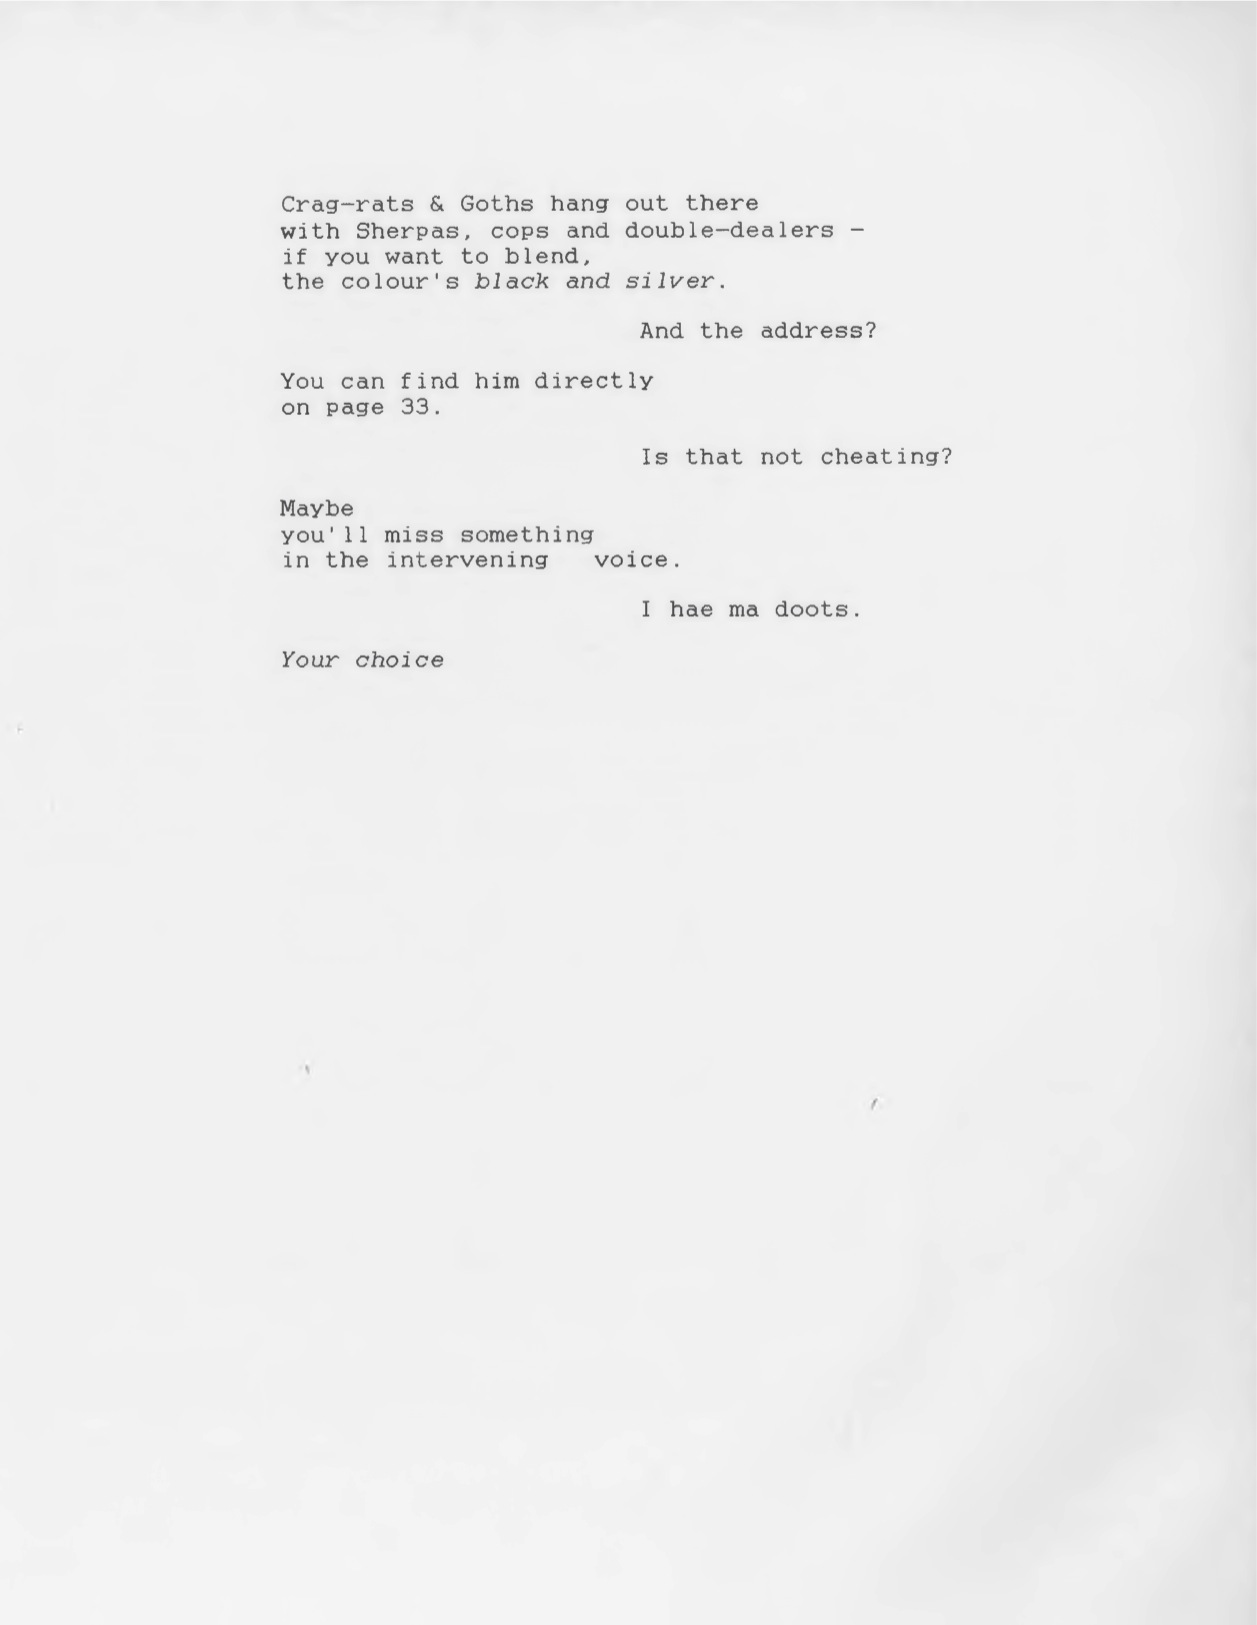 Crag-rats & Goths hang out there
with Sherpas, cops and double-dealers –
if you want to blend,
the colour's black and silver.
And the address?
You can find him directly
on page 33.
Is that not cheating?
Maybe
you'll miss something
in the intervening voice.
I hae ma doots.
Your choice